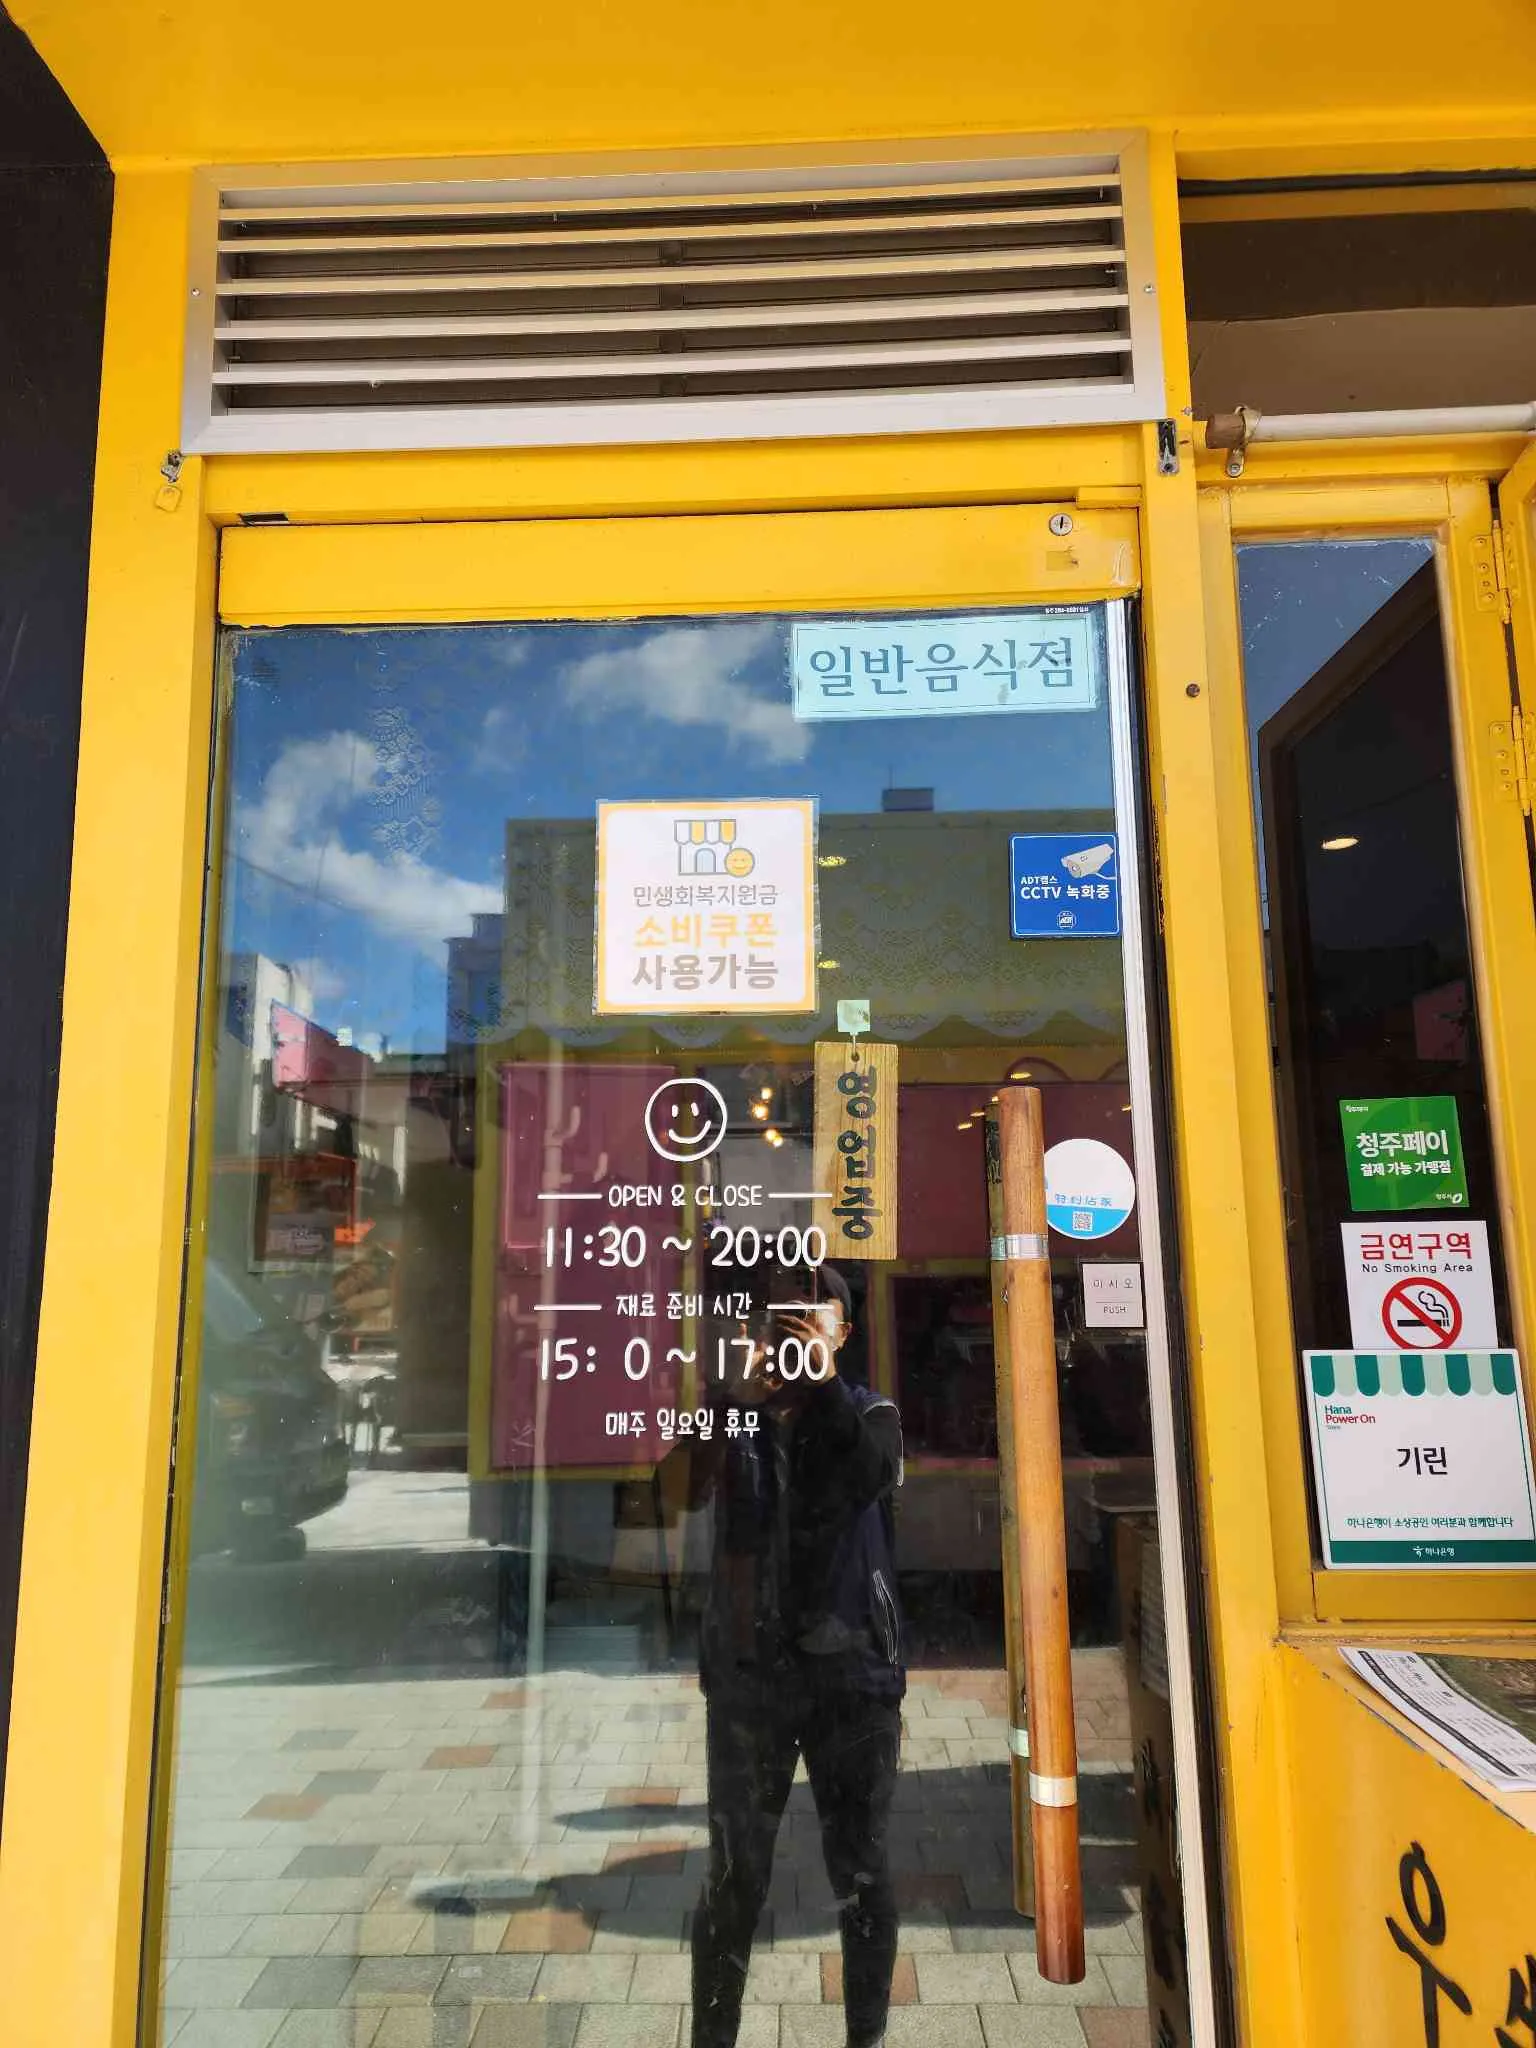 일반음식점
민생회복지원금
소비쿠폰
사용가능
ADT캡스
CCTV 녹화중
영업중
OPEN & CLOSE
11:30 ~ 20:00
재료 준비 시간
15: 0 ~ 17:00
매주 일요일 휴무
미시오
PUSH
청주페이
결제 가능 가맹점
청주시
금연구역
No Smoking Area
Hana
Power On
기린
하나은행이 소상공인 여러분과 함께합니다
하나은행